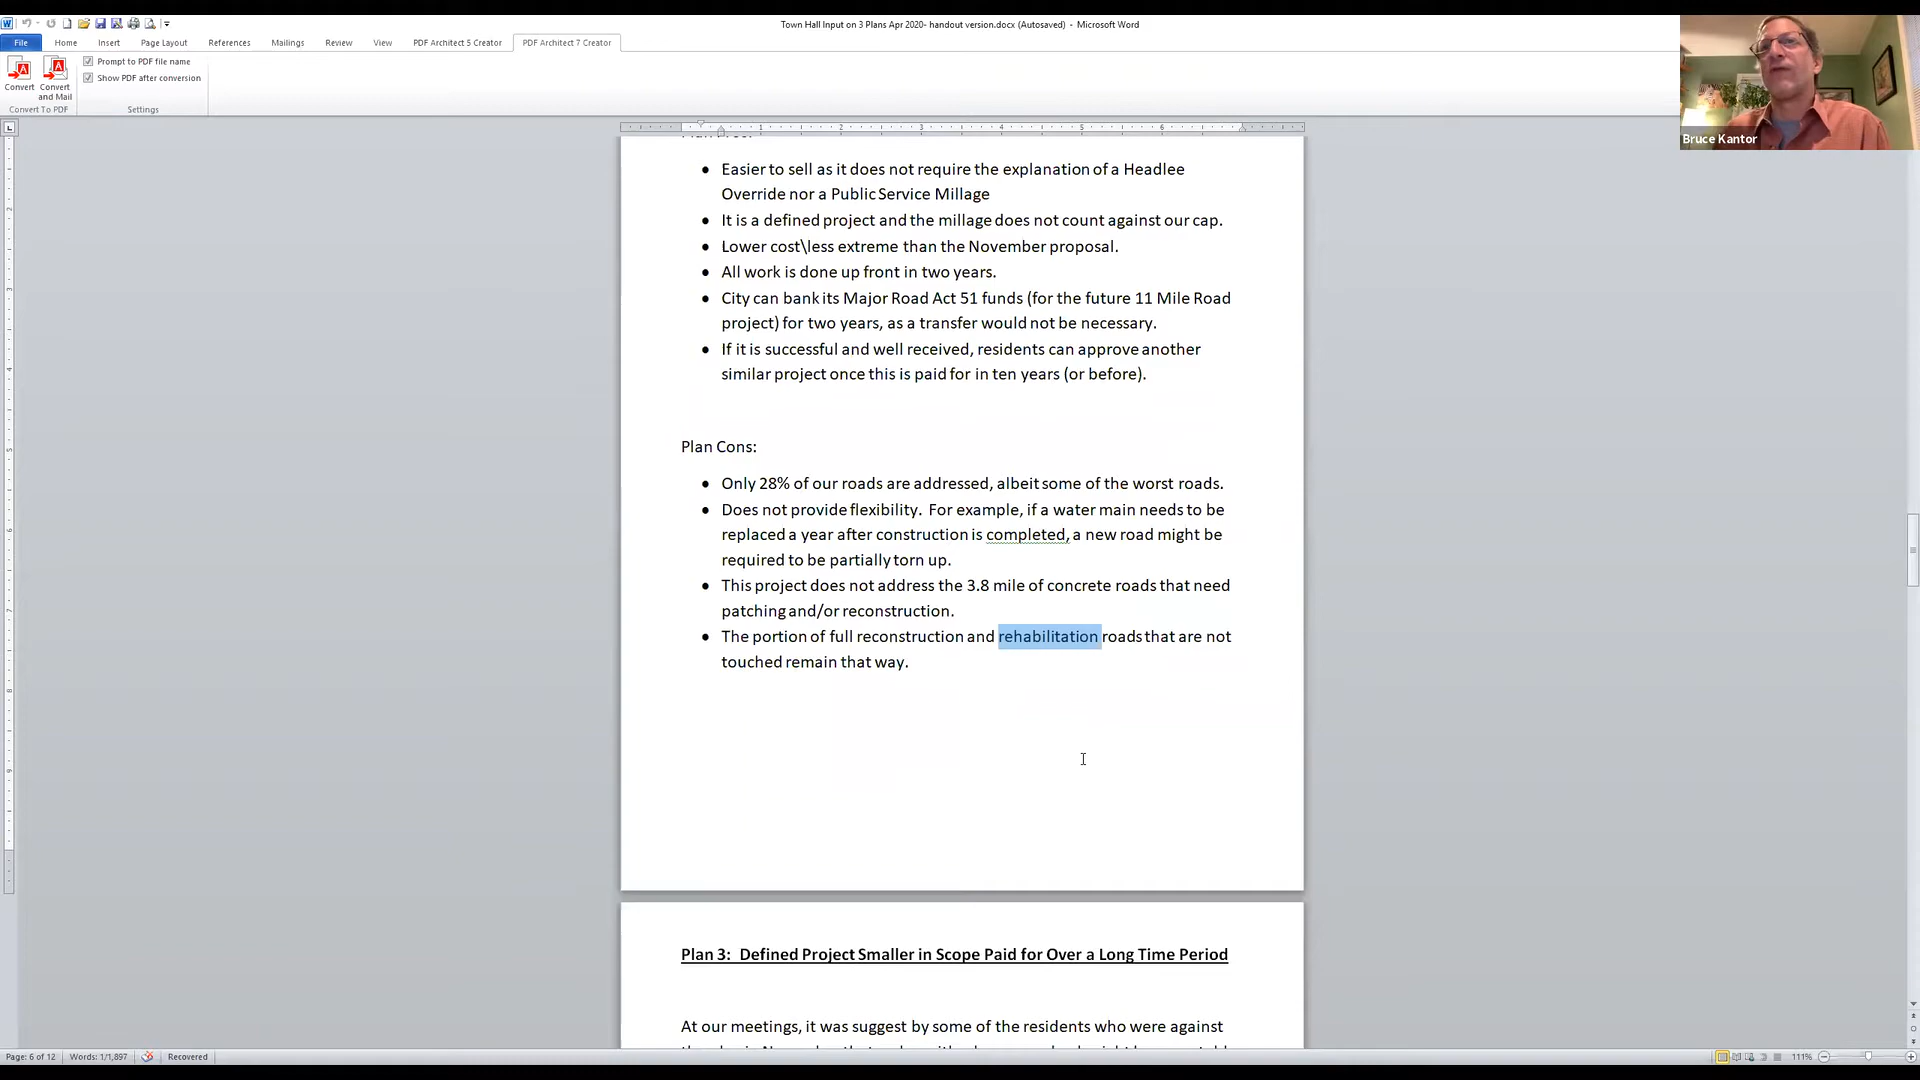 Town Hall Input on 3 Plans Apr 2020- handout version.docx (Autosaved) - Microsoft Word
File Home Insert Page Layout References Mailings Review View PDF Architect 5 Creator PDF Architect 7 Creator
Prompt to PDF file name
Show PDF after conversion
Convert
Convert and Mail
Convert To PDF
Settings
Bruce Kantor
1 2 3 4 5 6
• Easier to sell as it does not require the explanation of a Headlee
Override nor a Public Service Millage
• It is a defined project and the millage does not count against our cap.
• Lower cost\less extreme than the November proposal.
• All work is done up front in two years.
• City can bank its Major Road Act 51 funds (for the future 11 Mile Road
project) for two years, as a transfer would not be necessary.
• If it is successful and well received, residents can approve another
similar project once this is paid for in ten years (or before).
Plan Cons:
• Only 28% of our roads are addressed, albeit some of the worst roads.
• Does not provide flexibility. For example, if a water main needs to be
replaced a year after construction is completed, a new road might be
required to be partially torn up.
• This project does not address the 3.8 mile of concrete roads that need
patching and/or reconstruction.
• The portion of full reconstruction and rehabilitation roads that are not
touched remain that way.
Plan 3: Defined Project Smaller in Scope Paid for Over a Long Time Period
At our meetings, it was suggest by some of the residents who were against
Page: 6 of 12 Words: 1/1,897 Recovered 111%